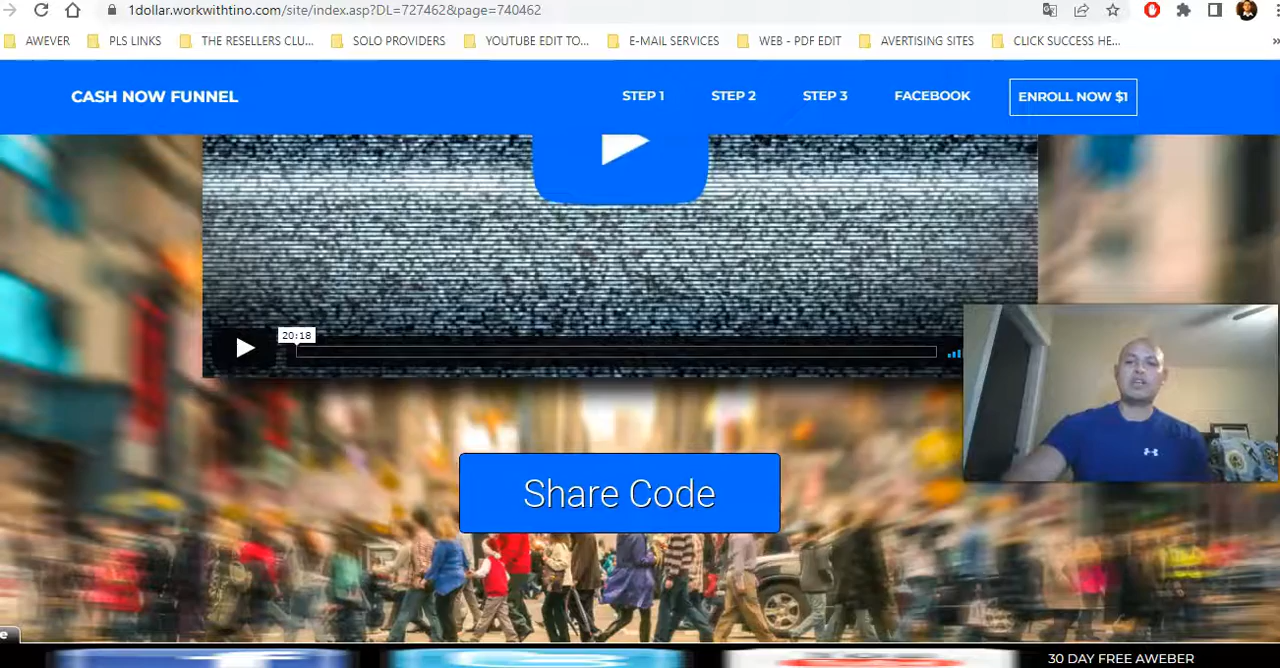 1dollar.workwithtino.com/site/index.asp?DL=727462&page=740462
AWEVER PLS LINKS THE RESELLERS CLU... SOLO PROVIDERS YOUTUBE EDIT TO... E-MAIL SERVICES WEB - PDF EDIT AVERTISING SITES CLICK SUCCESS HE... »
CASH NOW FUNNEL STEP 1 STEP 2 STEP 3 FACEBOOK ENROLL NOW $1
20:18
Share Code
e
30 DAY FREE AWEBER